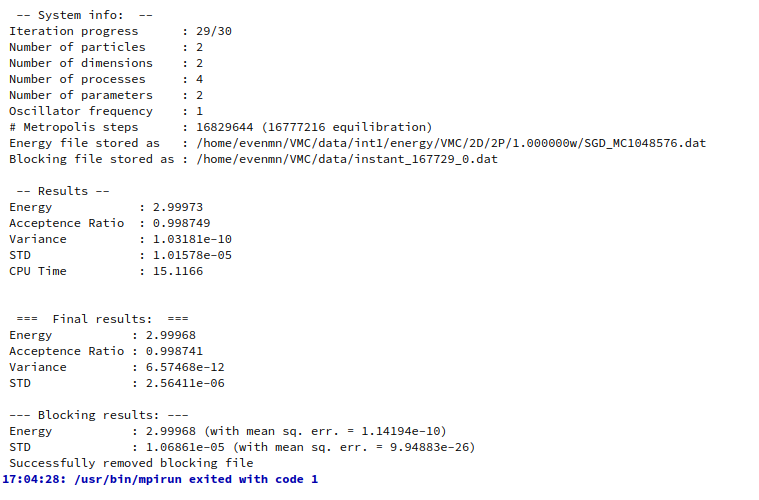 -- System info:  --
Iteration progress      : 29/30
Number of particles     : 2
Number of dimensions    : 2
Number of processes     : 4
Number of parameters    : 2
Oscillator frequency    : 1
# Metropolis steps      : 16829644 (16777216 equilibration)
Energy file stored as   : /home/evenmn/VMC/data/int1/energy/VMC/2D/2P/1.000000w/SGD_MC1048576.dat
Blocking file stored as : /home/evenmn/VMC/data/instant_167729_0.dat
-- Results --
Energy            : 2.99973
Acceptence Ratio  : 0.998749
Variance          : 1.03181e-10
STD               : 1.01578e-05
CPU Time          : 15.1166
===  Final results:  ===
Energy           : 2.99968
Acceptence Ratio : 0.998741
Variance         : 6.57468e-12
STD              : 2.56411e-06
--- Blocking results: ---
Energy           : 2.99968 (with mean sq. err. = 1.14194e-10)
STD              : 1.06861e-05 (with mean sq. err. = 9.94883e-26)
Successfully removed blocking file
17:04:28: /usr/bin/mpirun exited with code 1